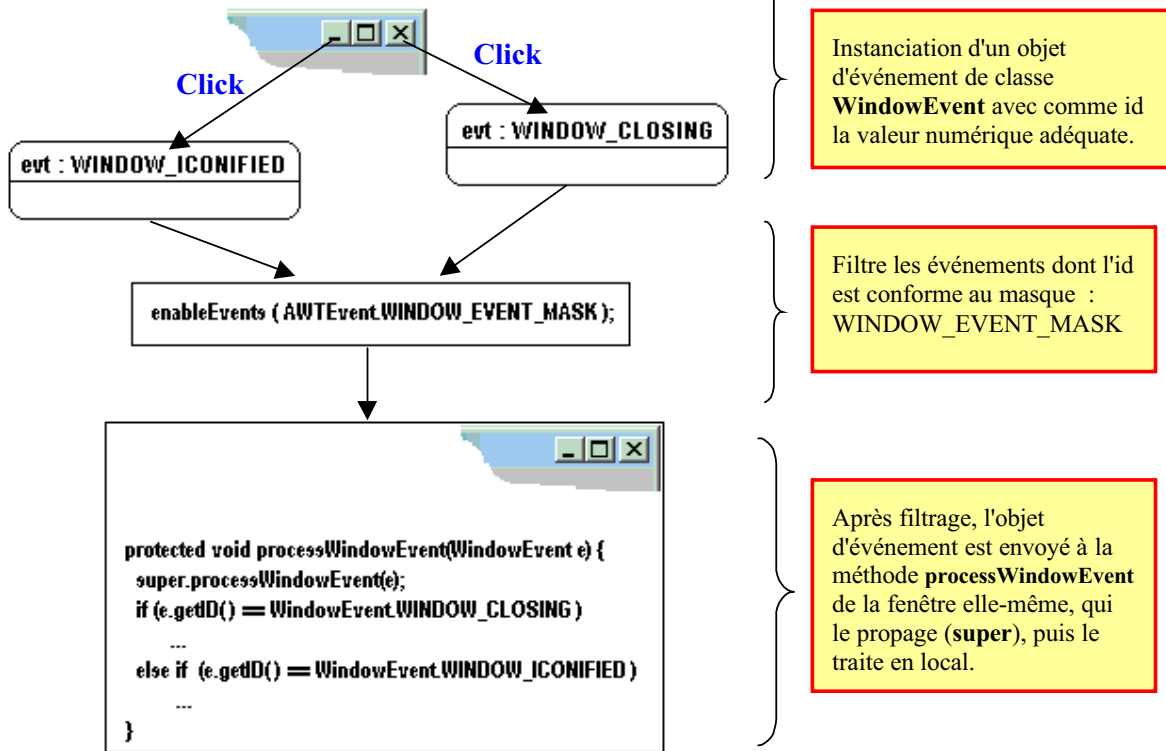 Click
Click
evt : WINDOW_ICONIFIED
evt : WINDOW_CLOSING
Instanciation d'un objet
d'événement de classe
WindowEvent avec comme id
la valeur numérique adéquate.
enableEvents ( AWTEvent.WINDOW_EVENT_MASK );
Filtre les événements dont l'id
est conforme au masque :
WINDOW_EVENT_MASK
protected void processWindowEvent(WindowEvent e) {
super.processWindowEvent(e);
if (e.getID() == WindowEvent.WINDOW_CLOSING )
...
else if (e.getID() == WindowEvent.WINDOW_ICONIFIED )
...
}
Après filtrage, l'objet
d'événement est envoyé à la
méthode processWindowEvent
de la fenêtre elle-même, qui
le propage (super), puis le
traite en local.